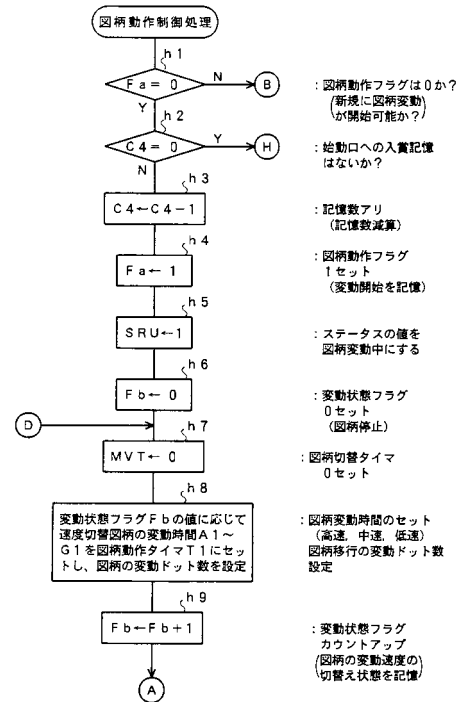 図柄動作制御処理
h1
Fa=0
N
B
:図柄動作フラグは0か?
(新規に図柄変動
が開始可能か?)
Y
h2
C4=0
Y
H
:始動口への入賞記憶
はないか?
N
h3
C4←C4-1
:記憶数アリ
(記憶数減算)
h4
Fa←1
:図柄動作フラグ
1セット
(変動開始を記憶)
h5
SRU←1
:ステータスの値を
図柄変動中にする
h6
Fb←0
:変動状態フラグ
0セット
(図柄停止)
D
h7
MVT←0
:図柄切替タイマ
0セット
h8
変動状態フラグFbの値に応じて
速度切替図柄の変動時間A1~
G1を図柄動作タイマT1にセッ
トし、図柄の変動ドット数を設定
:図柄変動時間のセット
(高速,中速,低速)
図柄移行の変動ドット数
設定
h9
Fb←Fb+1
:変動状態フラグ
カウントアップ
(図柄の変動速度の
切替え状態を記憶)
A